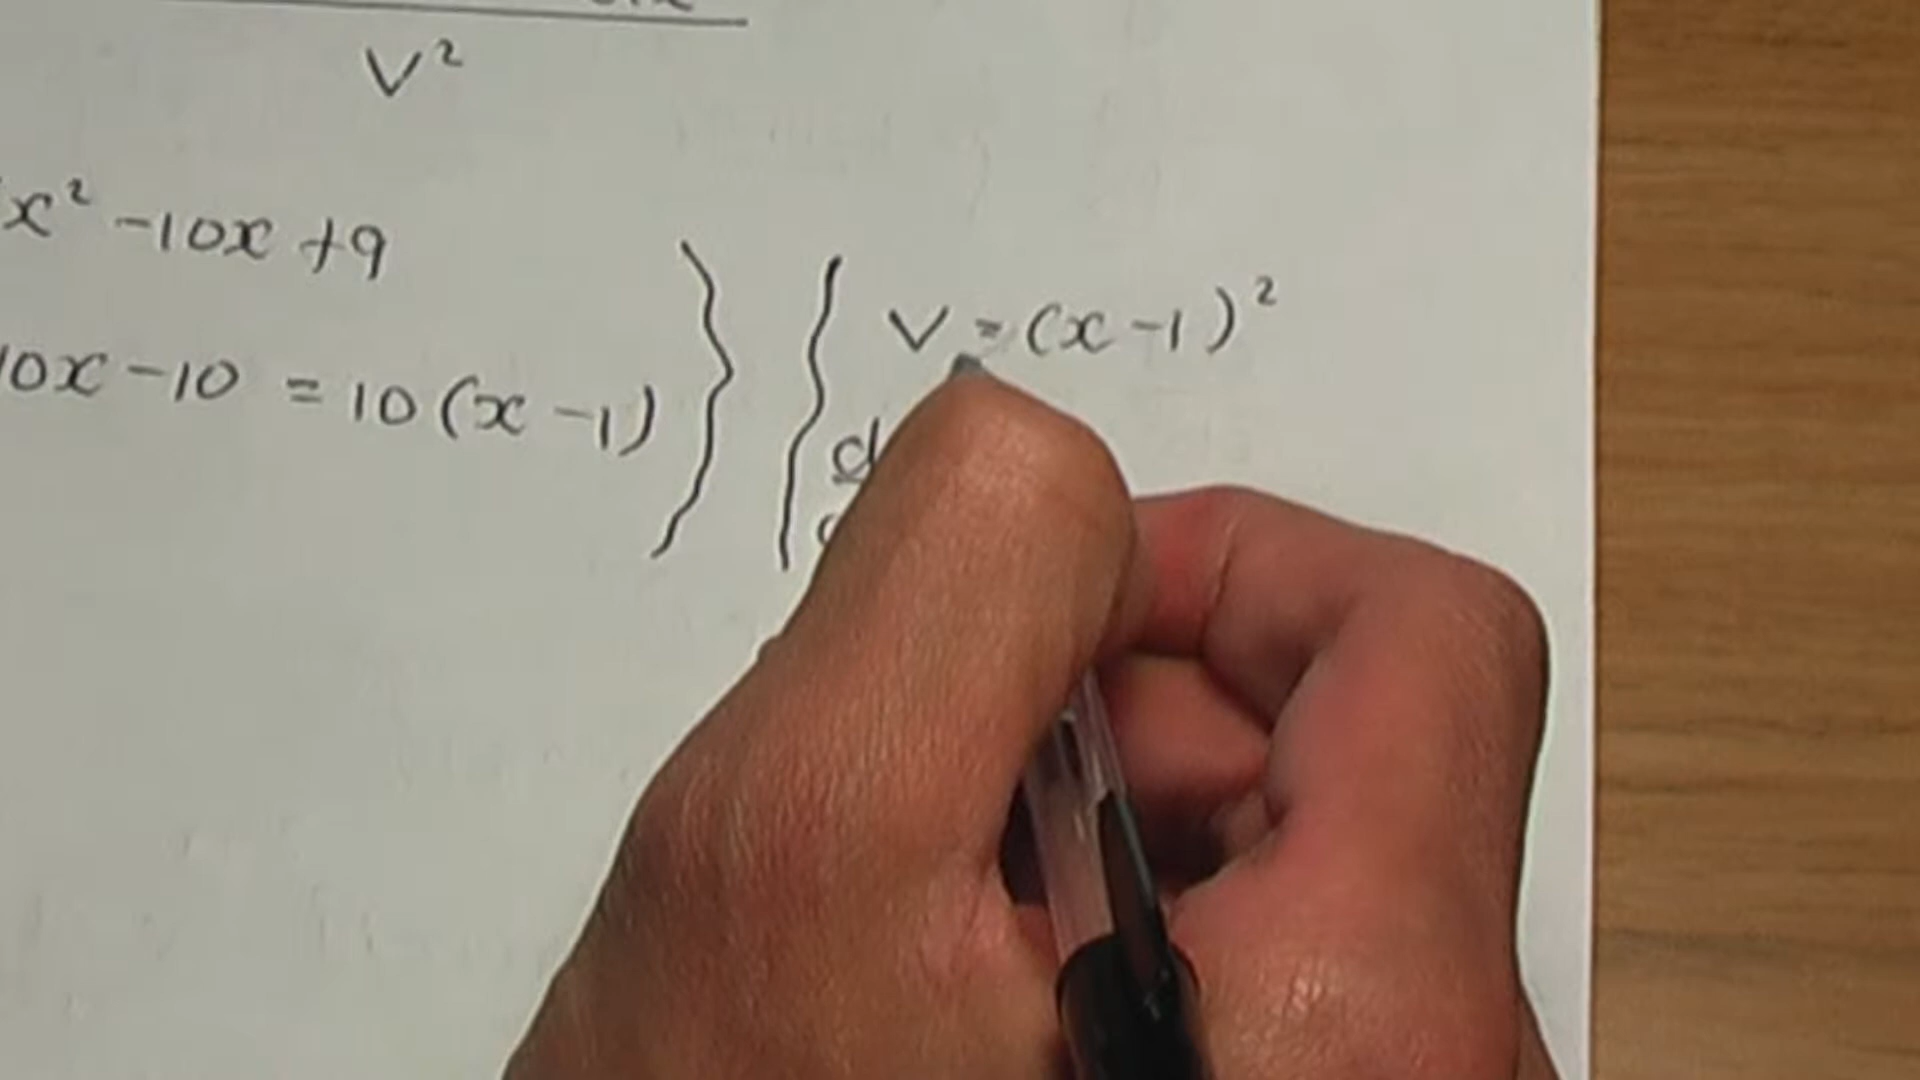 V²
x² -10x +9
10x -10 = 10(x -1)
V = (x -1)²
d